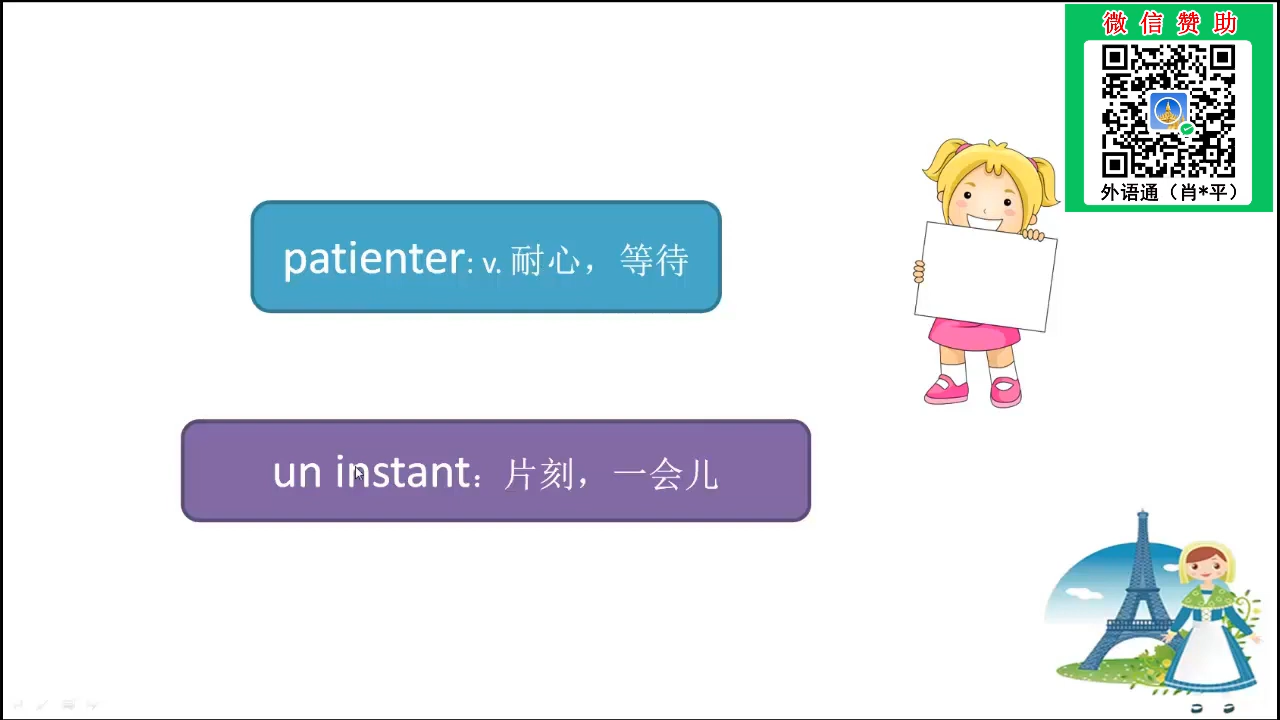 微信赞助
外语通（肖*平）
patienter: v. 耐心，等待
un instant：片刻，一会儿